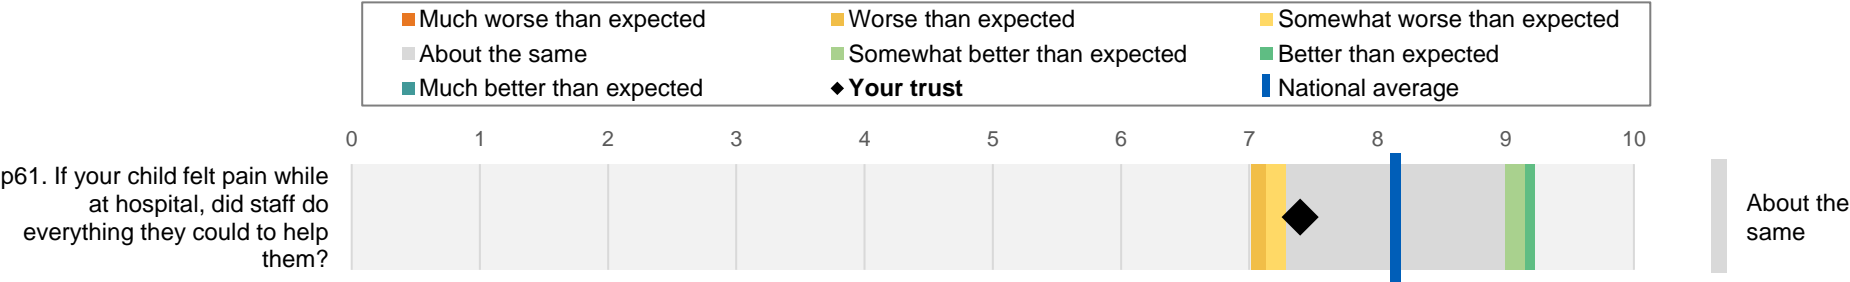 Much worse than expected
Worse than expected
Somewhat worse than expected
About the same
Somewhat better than expected
Better than expected
Much better than expected
Your trust
National average
0 1 2 3 4 5 6 7 8 9 10
p61. If your child felt pain while
at hospital, did staff do
everything they could to help
them?
About the
same